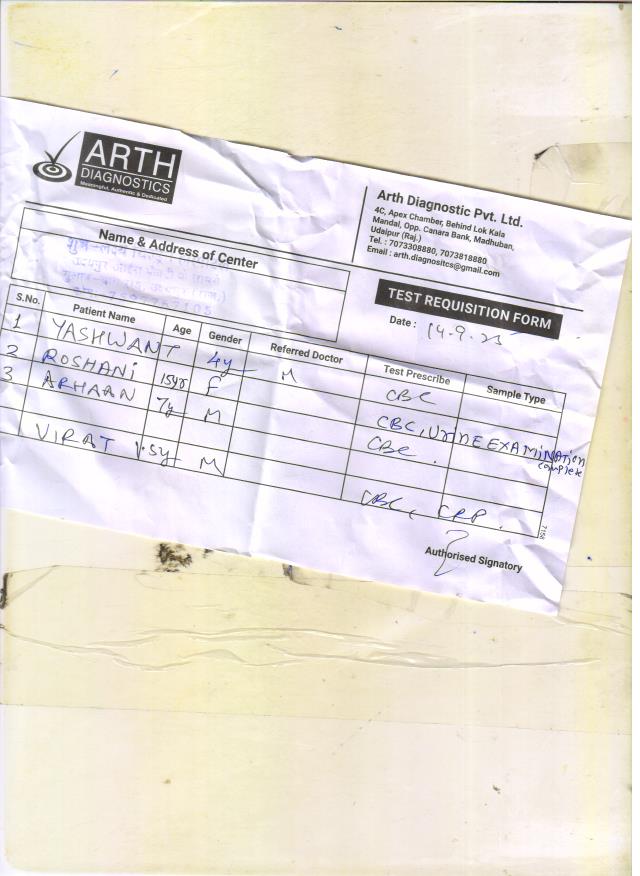 ARTH
DIAGNOSTICS
Meaningful, Authentic & Dedicated
Arth Diagnostic Pvt. Ltd.
4C, Apex Chamber, Behind Lok Kala
Mandal, Opp. Canara Bank, Madhuban,
Udaipur (Raj.)
Tel. : 7073308880, 7073818880
Email : arth.diagnositcs@gmail.com
Name & Address of Center
TEST REQUISITION FORM
Date : 14.9.23
S.No. Patient Name Age Gender Referred Doctor Test Prescribe Sample Type
1 YASHWANT 4y M CBC
2 ROSHANI 15yr F CBC, Urine EXAMINATION complete
3 ARHAAN 7y M CBC
VIRAT 1.5y M CBC, CRP
7156
Authorised Signatory